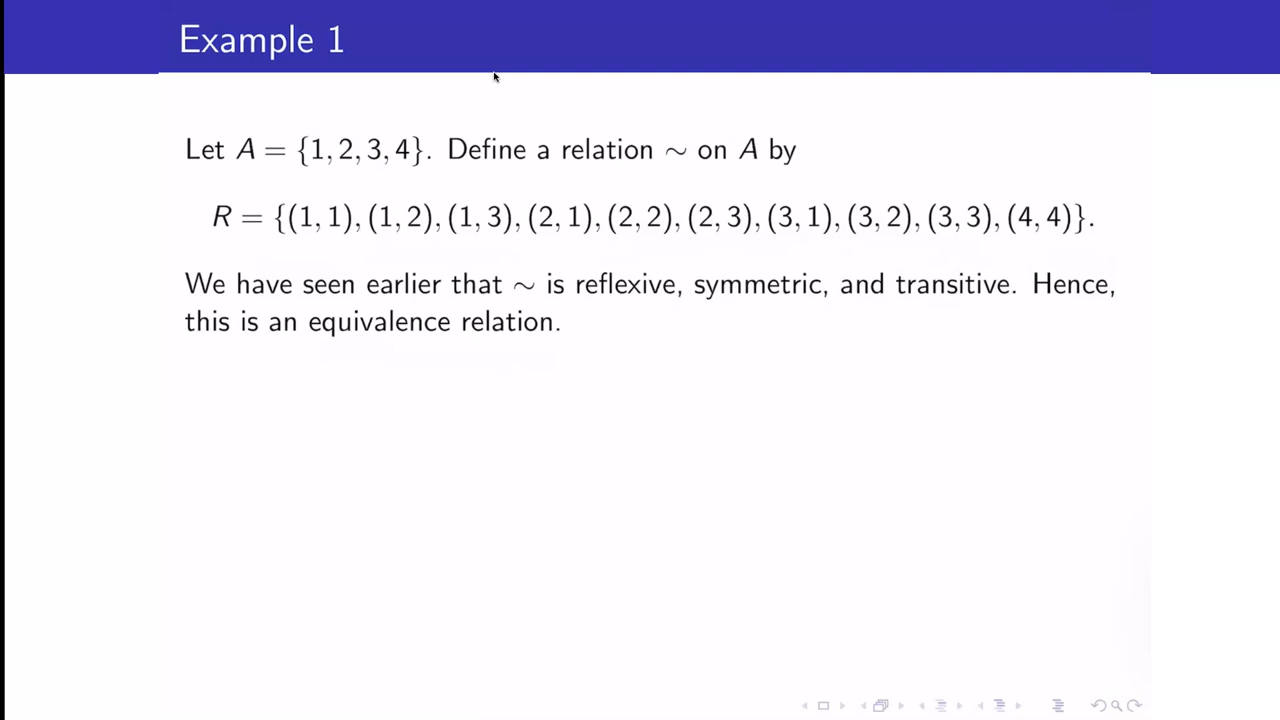 Example 1
Let A = {1, 2, 3, 4}. Define a relation ∼ on A by
R = {(1, 1), (1, 2), (1, 3), (2, 1), (2, 2), (2, 3), (3, 1), (3, 2), (3, 3), (4, 4)}.
We have seen earlier that ∼ is reflexive, symmetric, and transitive. Hence,
this is an equivalence relation.